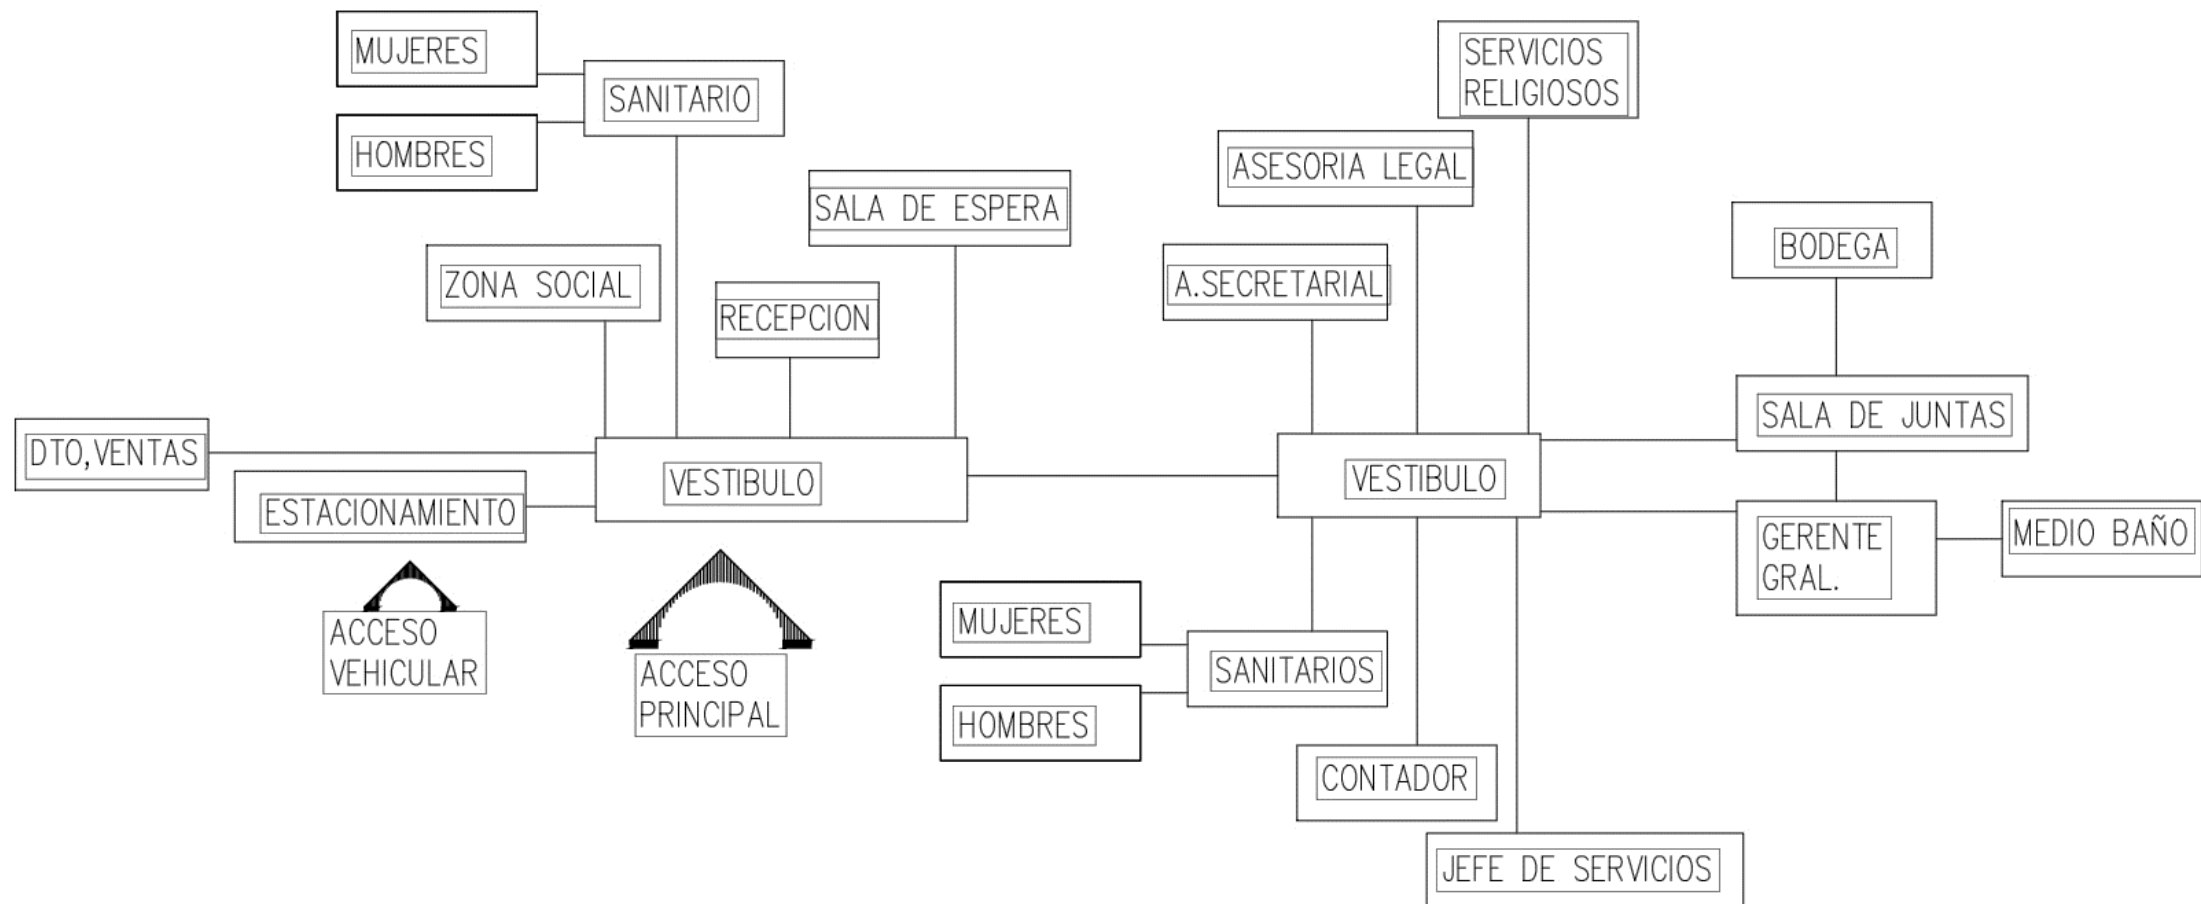 MUJERES
SANITARIO
HOMBRES
SERVICIOS
RELIGIOSOS
ASESORIA LEGAL
SALA DE ESPERA
ZONA SOCIAL
RECEPCION
A.SECRETARIAL
BODEGA
SALA DE JUNTAS
DTO,VENTAS
ESTACIONAMIENTO
VESTIBULO
VESTIBULO
GERENTE
GRAL.
MEDIO BAÑO
ACCESO
VEHICULAR
ACCESO
PRINCIPAL
MUJERES
SANITARIOS
HOMBRES
CONTADOR
JEFE DE SERVICIOS